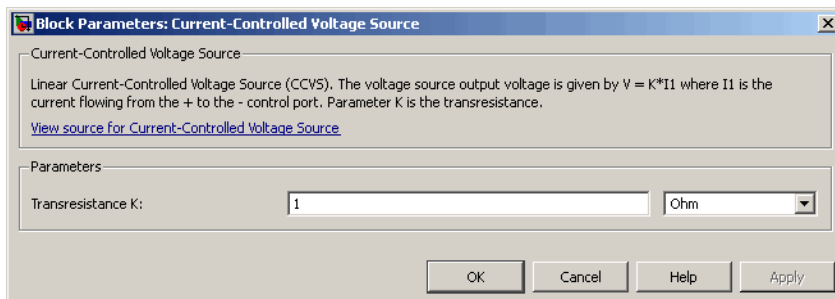 Block Parameters: Current-Controlled Voltage Source
Current-Controlled Voltage Source
Linear Current-Controlled Voltage Source (CCVS). The voltage source output voltage is given by V = K*I1 where I1 is the
current flowing from the + to the - control port. Parameter K is the transresistance.
View source for Current-Controlled Voltage Source
Parameters
Transresistance K: 1 Ohm
OK Cancel Help Apply